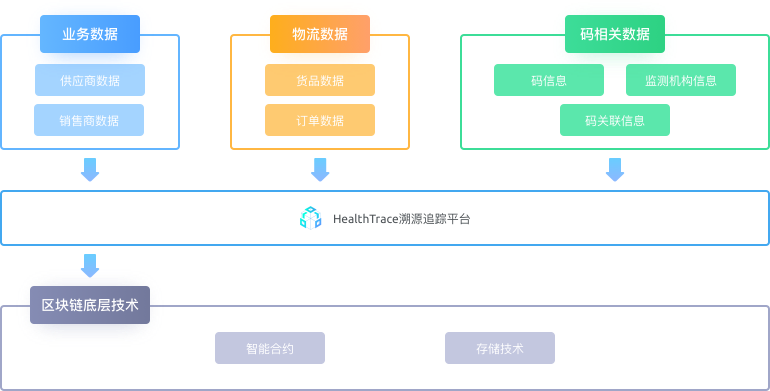 业务数据
物流数据
码相关数据
供应商数据
货品数据
码信息
监测机构信息
销售商数据
订单数据
码关联信息
HealthTrace溯源追踪平台
区块链底层技术
智能合约
存储技术